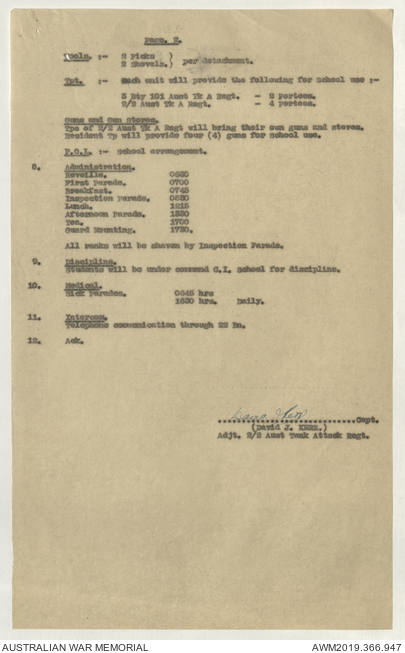 Page. 2.
Tools. :- 2 Picks
2 Shovels. } per detachment.
Tpt. :- Each unit will provide the following for School use :-
3 Bty 101 Aust Tk A Regt. - 2 portees.
2/2 Aust Tk A Regt. - 4 portees.
Guns and Gun Stores.
Tps of 2/2 Aust Tk A Regt will bring their own guns and stores.
Resident Tp will provide four (4) guns for School use.
P.O.L. :- School arrangement.
8. Administration.
Reveille. 0630
First Parade. 0700
Breakfast. 0745
Inspection Parade. 0830
Lunch. 1215
Afternoon Parade. 1330
Tea. 1700
Guard Mounting. 1730.
All ranks will be shaven by Inspection Parade.
9. Discipline.
Students will be under command C.I. School for discipline.
10. Medical.
Sick Parades. 0645 hrs
1630 hrs. Daily.
11. Intercom.
Telephone communication through 22 Bn.
12. Ack.
Capt.
(David J. KERR.)
Adjt. 2/2 Aust Tank Attack Regt.
AUSTRALIAN WAR MEMORIAL
AWM2019.366.947